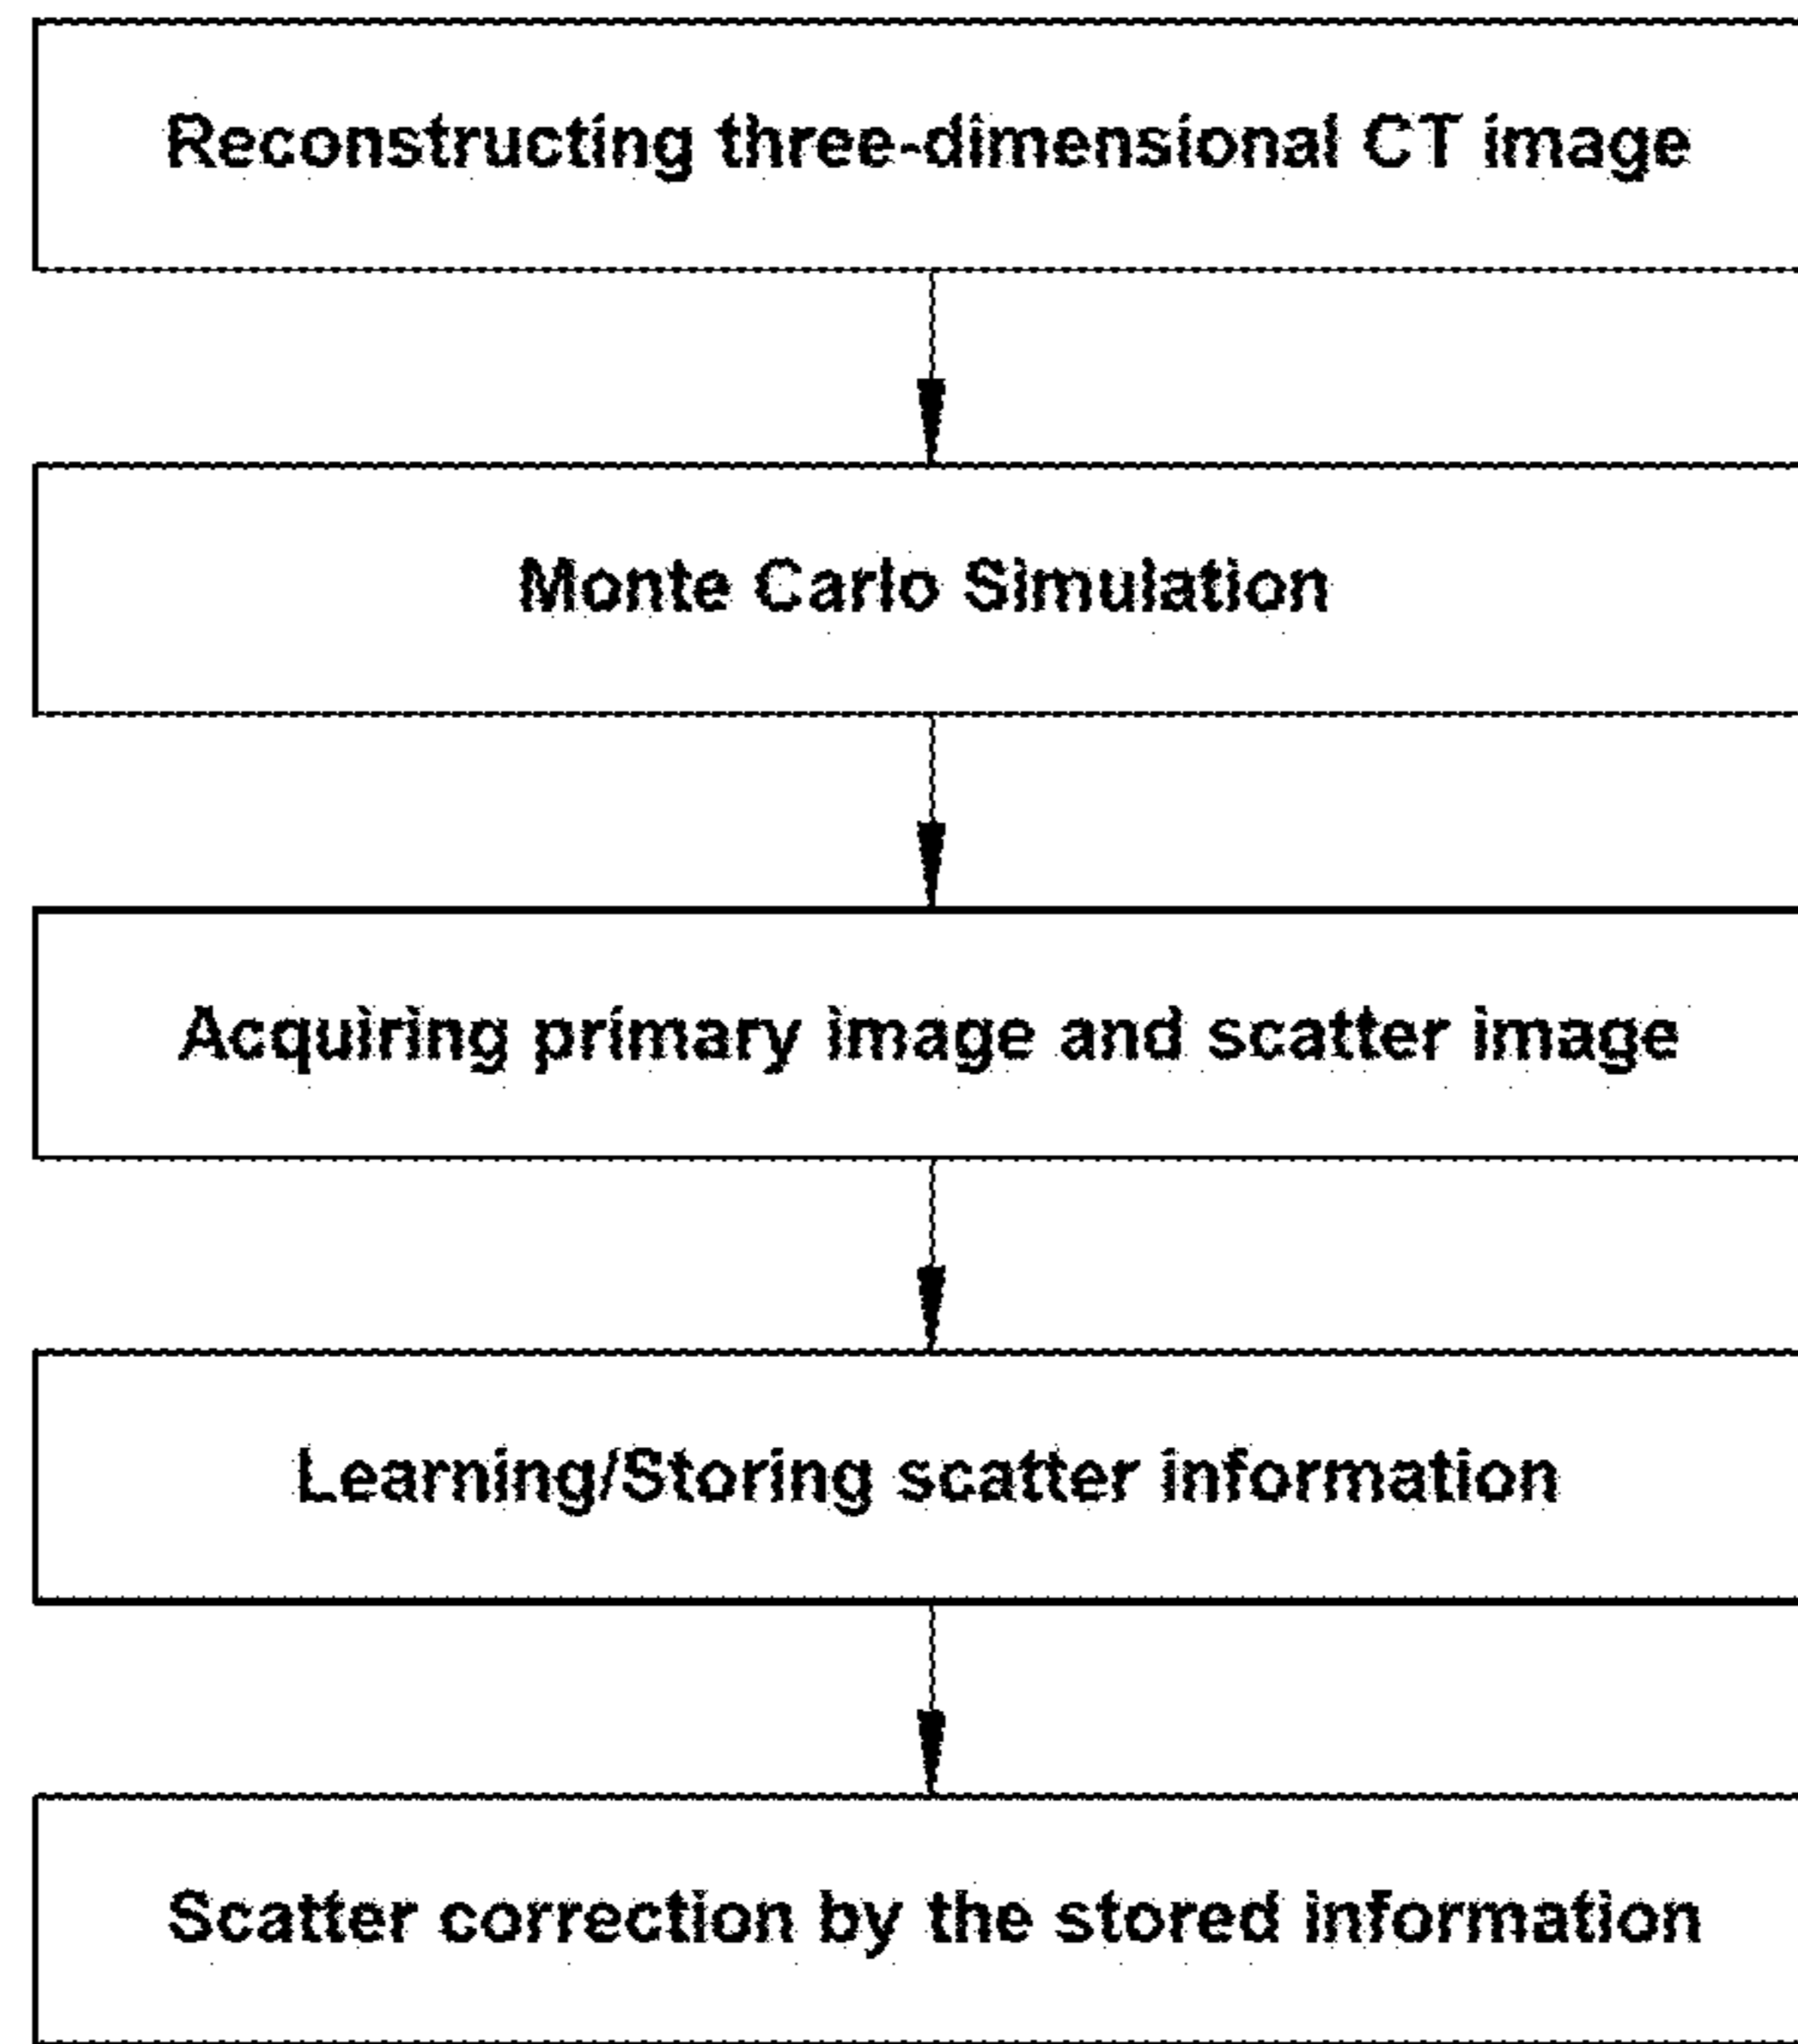 Reconstructing three-dimensional CT image
Monte Carlo Simulation
Acquiring primary image and scatter image
Learning/Storing scatter information
Scatter correction by the stored information